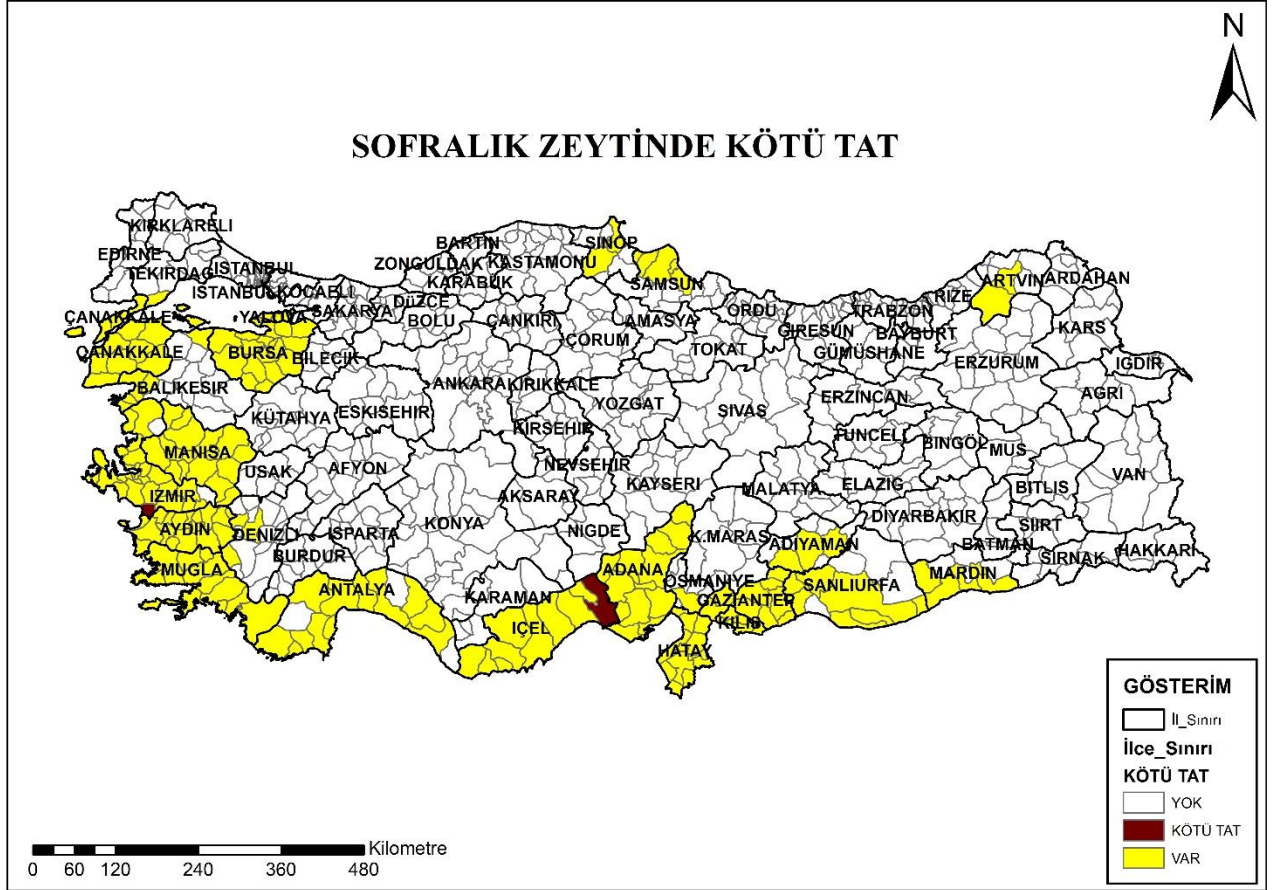 N
SOFRALIK ZEYTİNDE KÖTÜ TAT
KIRKLARELI
EDIRNE
TEKIRDAG
ISTANBUL
ISTANBUL
KOCAELI
YALOVA
SAKARYA
ÇANAKKALE
ÇANAKKALE
BURSA
BILECIK
BALIKESIR
KÜTAHYA
ESKISEHIR
MANISA
USAK
AFYON
IZMIR
AYDIN
DENIZLI
ISPARTA
BURDUR
MUGLA
ANTALYA
BARTIN
ZONGULDAK
KASTAMONU
KARABÜK
DÜZCE
BOLU
ÇANKIRI
SINOP
SAMSUN
AMASYA
ÇORUM
TOKAT
ORDU
GIRESUN
TRABZON
RIZE
ARTVIN
ARDAHAN
BAYBURT
GÜMÜSHANE
KARS
ERZURUM
IGDIR
AGRI
ANKARA
KIRIKKALE
YOZGAT
SIVAS
ERZINCAN
KIRSEHIR
NEVSEHIR
TUNCELI
BINGÖL
MUS
VAN
KAYSERI
MALATYA
ELAZIG
BITLIS
AKSARAY
KONYA
NIGDE
DIYARBAKIR
SIIRT
BATMAN
SIRNAK
HAKKARI
K.MARAS
ADIYAMAN
ADANA
OSMANIYE
SANLIURFA
MARDIN
GAZIANTEP
KILIS
KARAMAN
IÇEL
HATAY
GÖSTERİM
İl_Sınırı
İlce_Sınırı
KÖTÜ TAT
YOK
KÖTÜ TAT
VAR
Kilometre
0 60 120 240 360 480